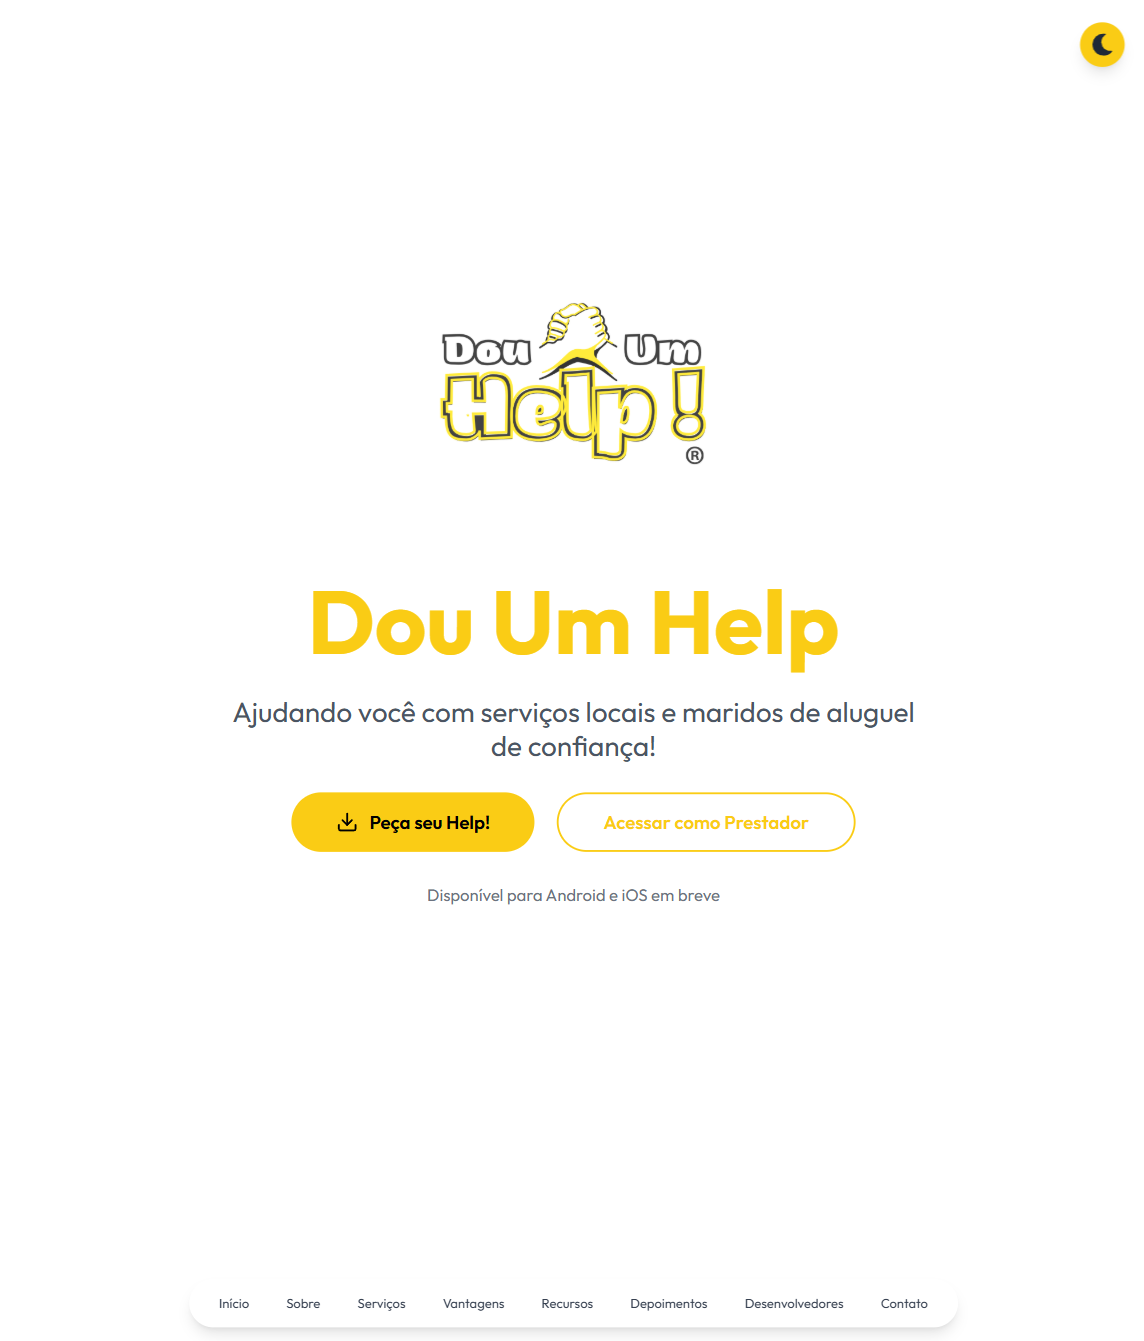 Dou Um
Help!
®
Dou Um Help
Ajudando você com serviços locais e maridos de aluguel
de confiança!
Peça seu Help!
Acessar como Prestador
Disponível para Android e iOS em breve
Início
Sobre
Serviços
Vantagens
Recursos
Depoimentos
Desenvolvedores
Contato